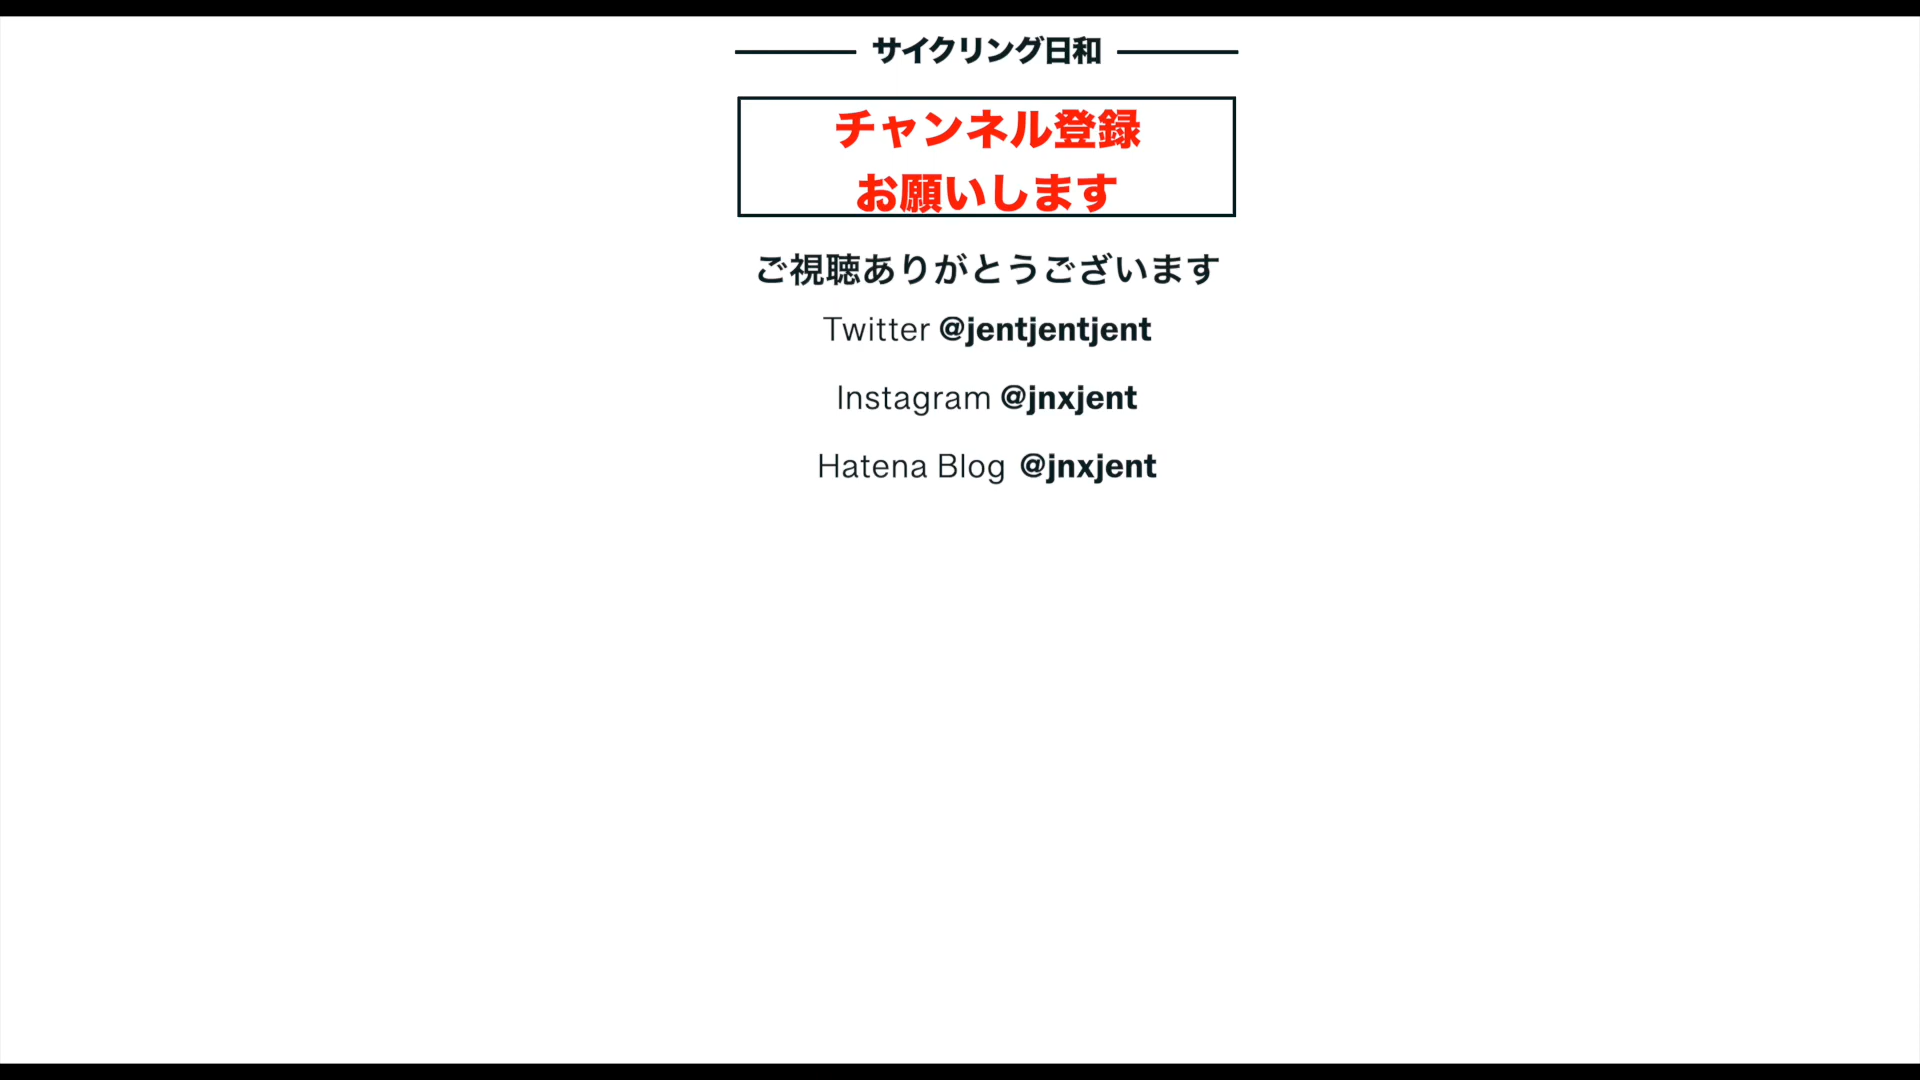 サイクリング日和
チャンネル登録
お願いします
ご視聴ありがとうございます
Twitter @jentjentjent
Instagram @jnxjent
Hatena Blog @jnxjent